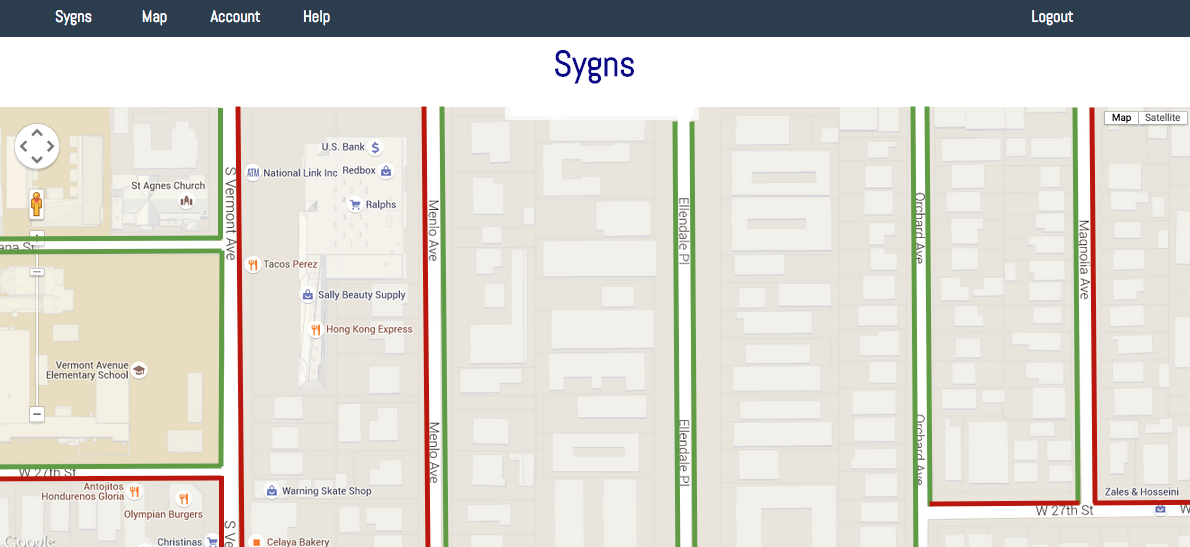 Sygns Map Account Help Logout
Sygns
Map Satellite
U.S. Bank
ATM National Link Inc Redbox
St Agnes Church
Ralphs
S Vermont Ave
Menlo Ave
Ellendale Pl
Orchard Ave
Magnolia Ave
Tacos Perez
Sally Beauty Supply
Hong Kong Express
Vermont Avenue
Elementary School
Menlo Ave
Ellendale Pl
Orchard Ave
W 27th St
Antojitos
Hondurenos Gloria
Warning Skate Shop
Zales & Hosseini
Olympian Burgers
W 27th St
Christinas
Celaya Bakery
Google